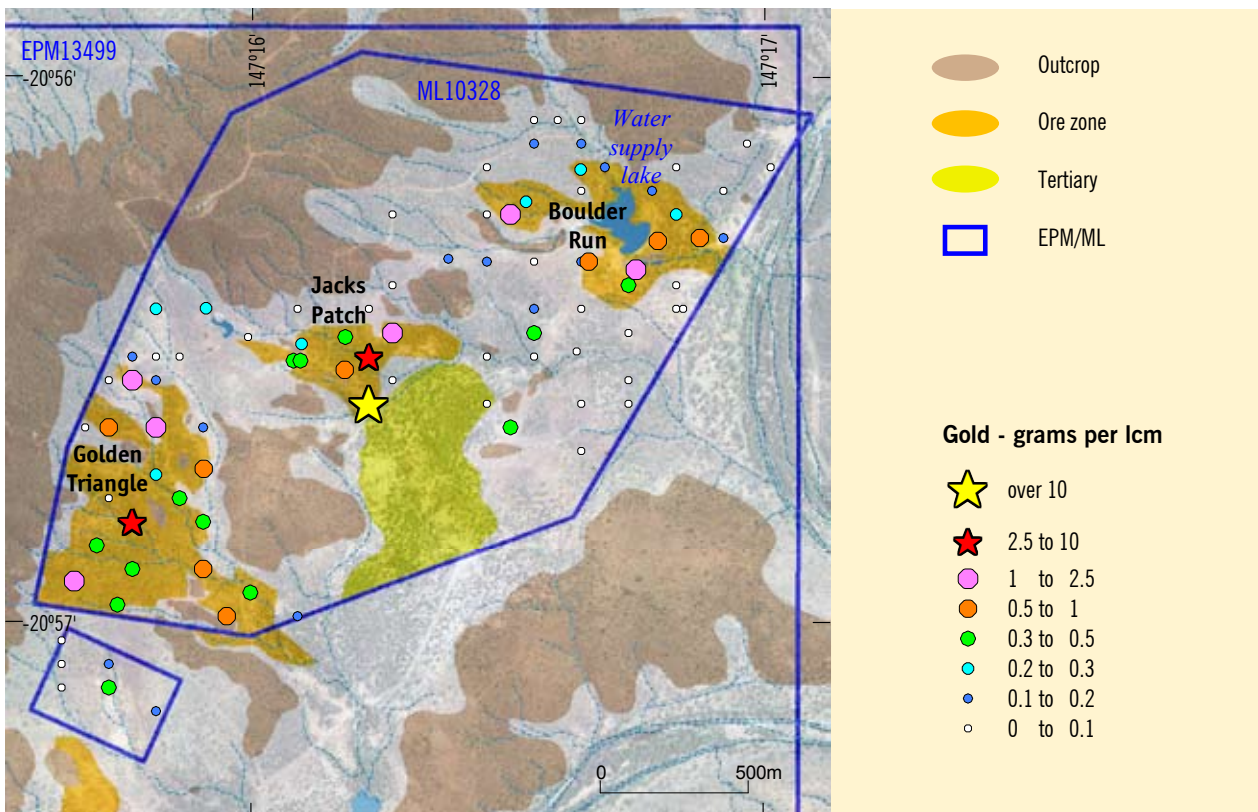 EPM13499
147º16'
147º17'
-20º56'
ML10328
Water
supply
lake
Boulder
Run
Jacks
Patch
Golden
Triangle
-20º57'
0 500m
Outcrop
Ore zone
Tertiary
EPM/ML
Gold - grams per lcm
over 10
2.5 to 10
1 to 2.5
0.5 to 1
0.3 to 0.5
0.2 to 0.3
0.1 to 0.2
0 to 0.1